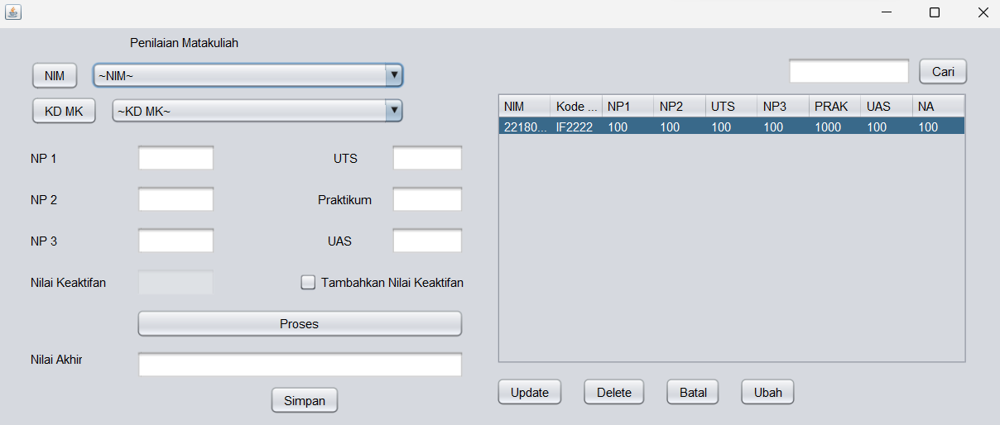 Penilaian Matakuliah
NIM ~NIM~
KD MK ~KD MK~
NP 1 UTS
NP 2 Praktikum
NP 3 UAS
Nilai Keaktifan Tambahkan Nilai Keaktifan
Proses
Nilai Akhir
Simpan
Cari
NIM Kode ... NP1 NP2 UTS NP3 PRAK UAS NA
22180... IF2222 100 100 100 100 1000 100 100
Update Delete Batal Ubah